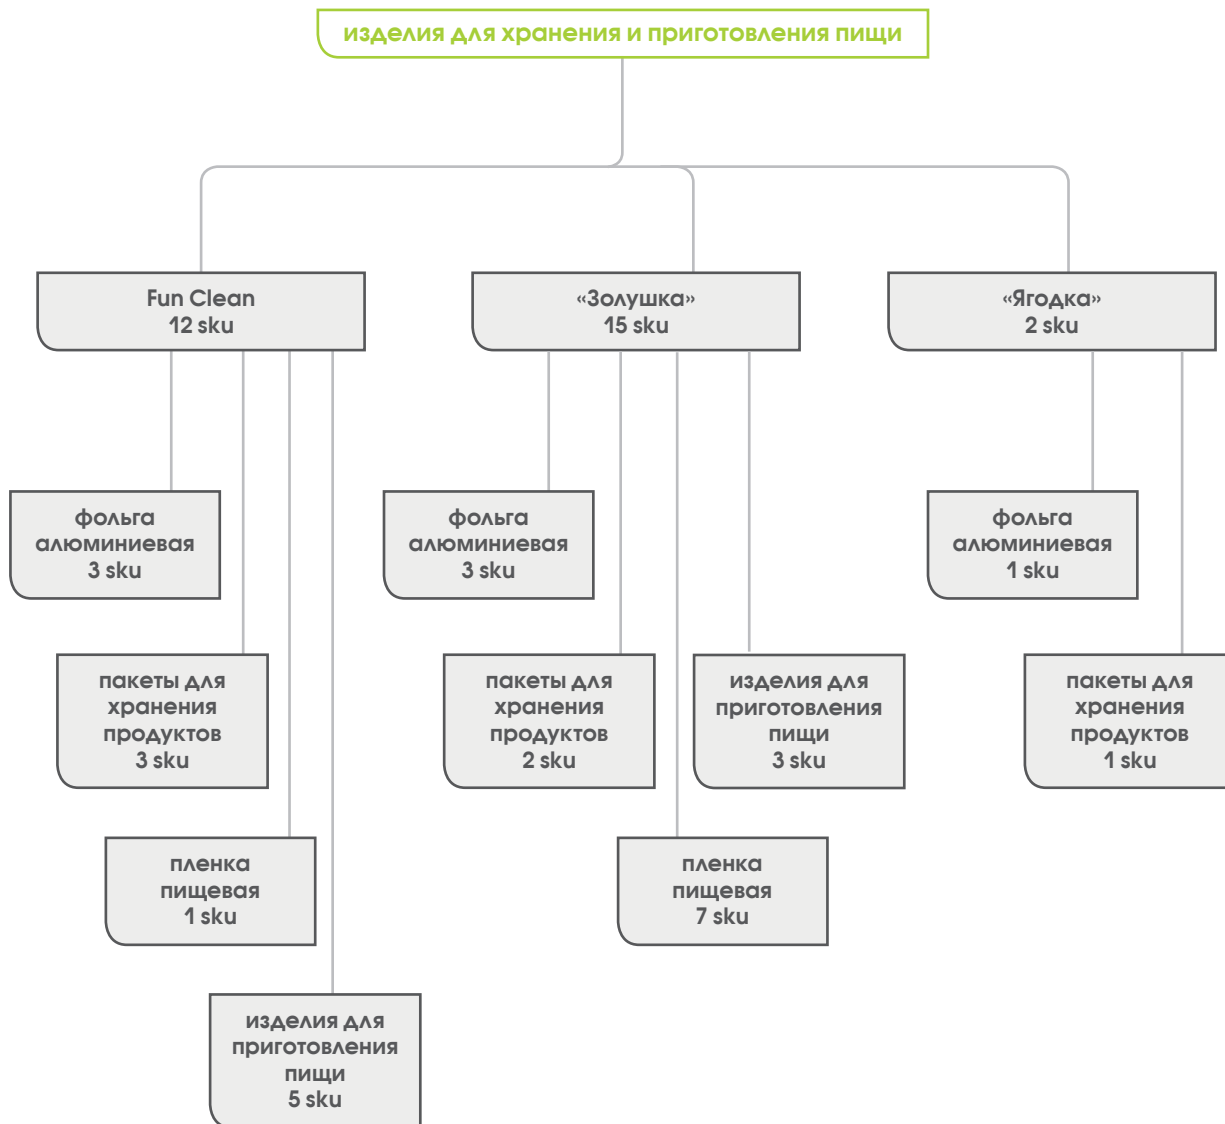 изделия для хранения и приготовления пищи
Fun Clean
12 sku
«Золушка»
15 sku
«Ягодка»
2 sku
фольга
алюминиевая
3 sku
фольга
алюминиевая
3 sku
фольга
алюминиевая
1 sku
пакеты для
хранения
продуктов
3 sku
пакеты для
хранения
продуктов
2 sku
изделия для
приготовления
пищи
3 sku
пакеты для
хранения
продуктов
1 sku
пленка
пищевая
1 sku
пленка
пищевая
7 sku
изделия для
приготовления
пищи
5 sku